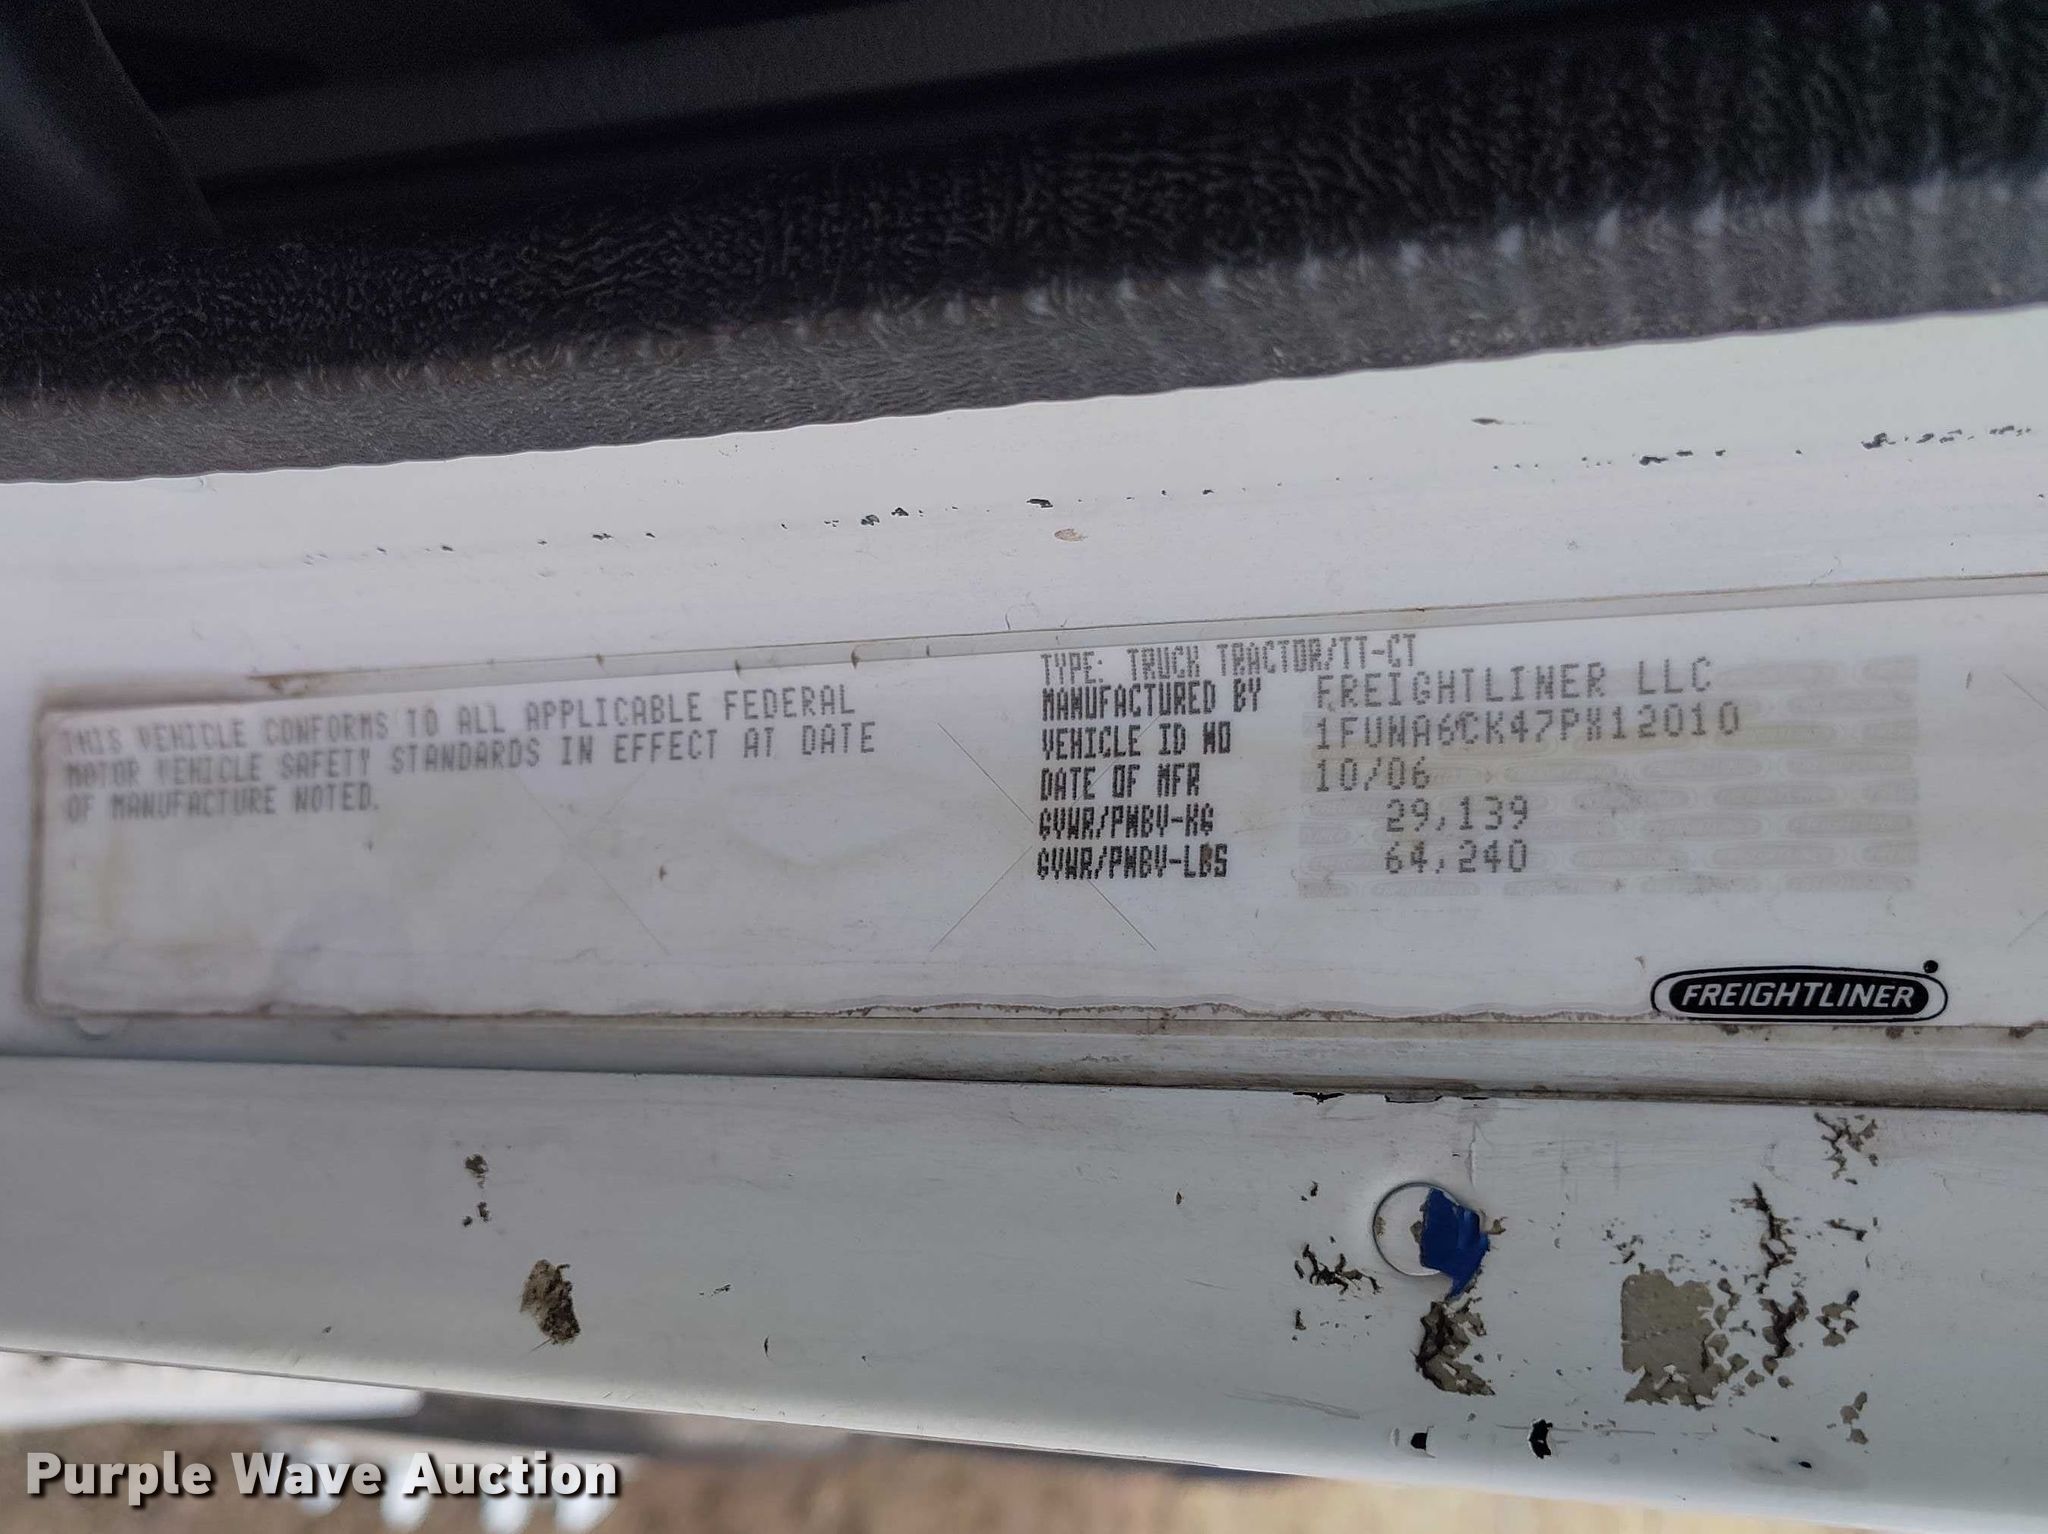 THIS VEHICLE CONFORMS TO ALL APPLICABLE FEDERAL
MOTOR VEHICLE SAFETY STANDARDS IN EFFECT AT DATE
OF MANUFACTURE NOTED.
TYPE: TRUCK TRACTOR/TT-CT
MANUFACTURED BY FREIGHTLINER LLC
VEHICLE ID NO 1FUNA6CK47PX12010
DATE OF MFR 10/06
GVWR/PNBV-KG 29,139
GVWR/PNBV-LBS 64,240
FREIGHTLINER
Purple Wave Auction